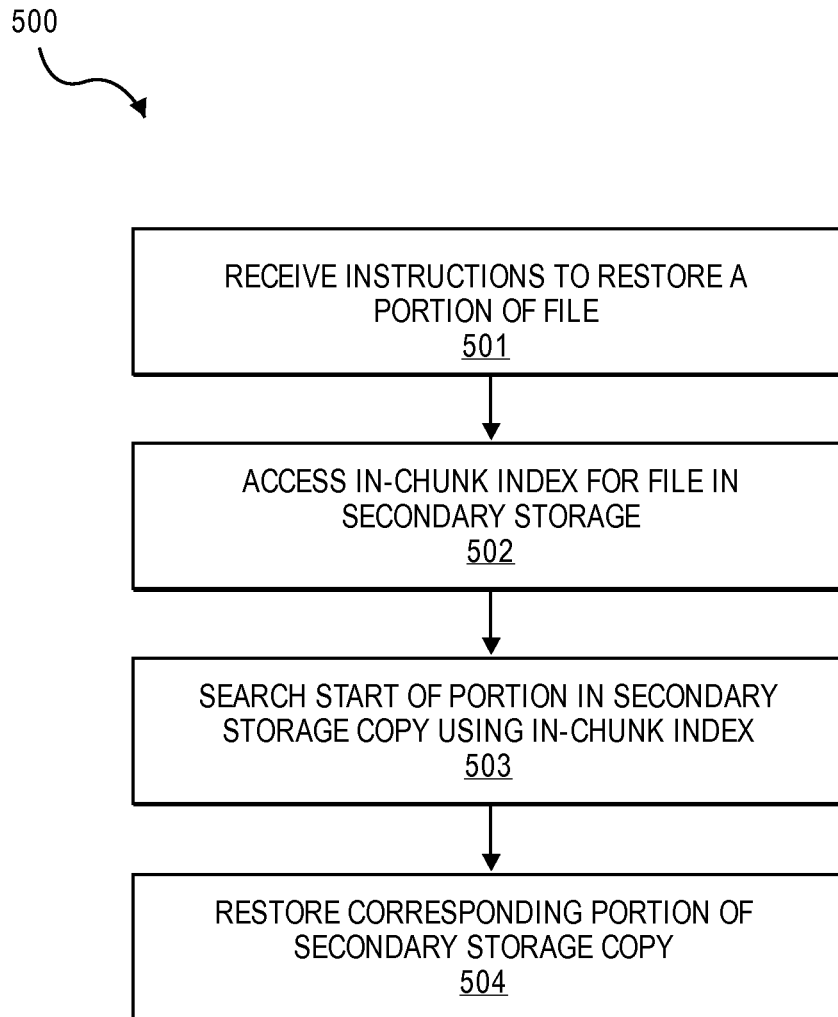 500
RECEIVE INSTRUCTIONS TO RESTORE A
PORTION OF FILE
501
ACCESS IN-CHUNK INDEX FOR FILE IN
SECONDARY STORAGE
502
SEARCH START OF PORTION IN SECONDARY
STORAGE COPY USING IN-CHUNK INDEX
503
RESTORE CORRESPONDING PORTION OF
SECONDARY STORAGE COPY
504